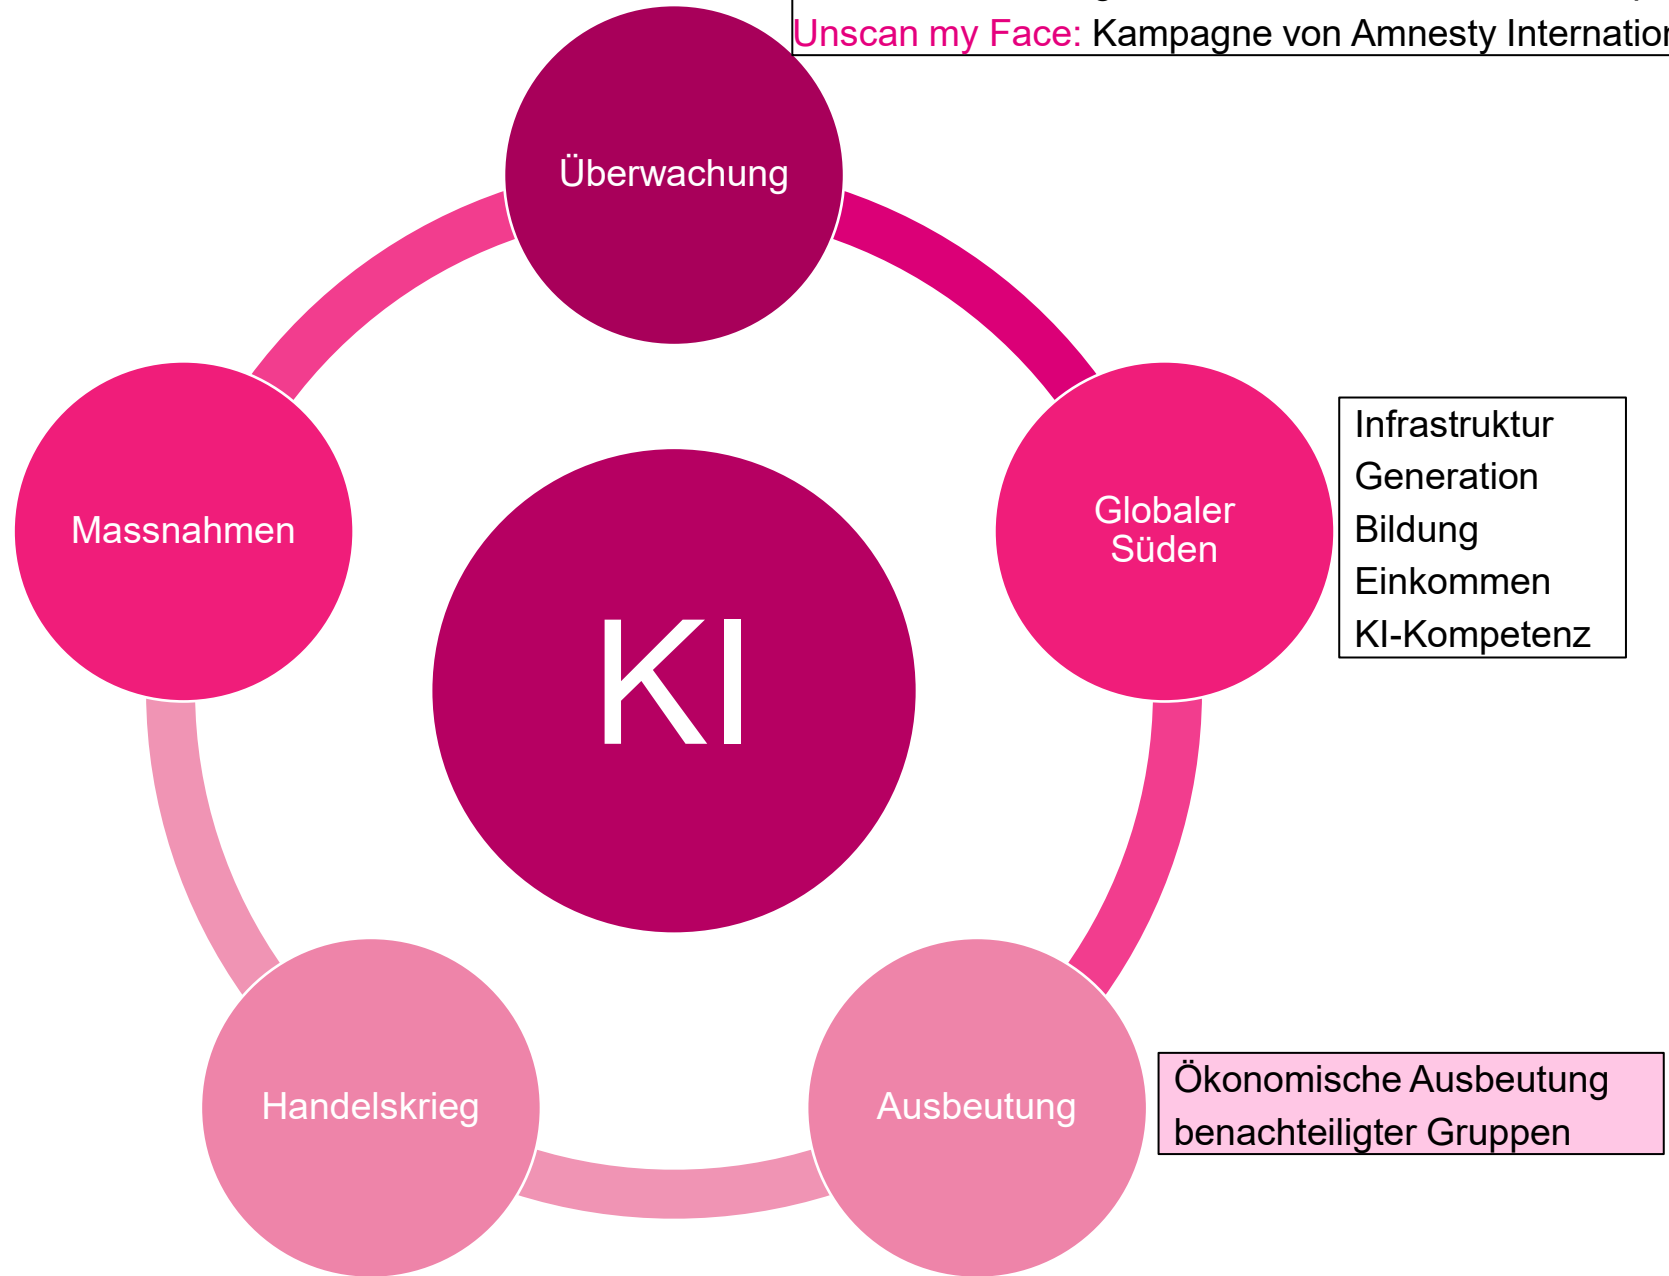 Unscan my Face: Kampagne von Amnesty
Überwachung
Massnahmen
Globaler
Süden
Infrastruktur
Generation
Bildung
Einkommen
KI-Kompetenz
KI
Handelskrieg
Ausbeutung
Ökonomische Ausbeutung
benachteiligter Gruppen